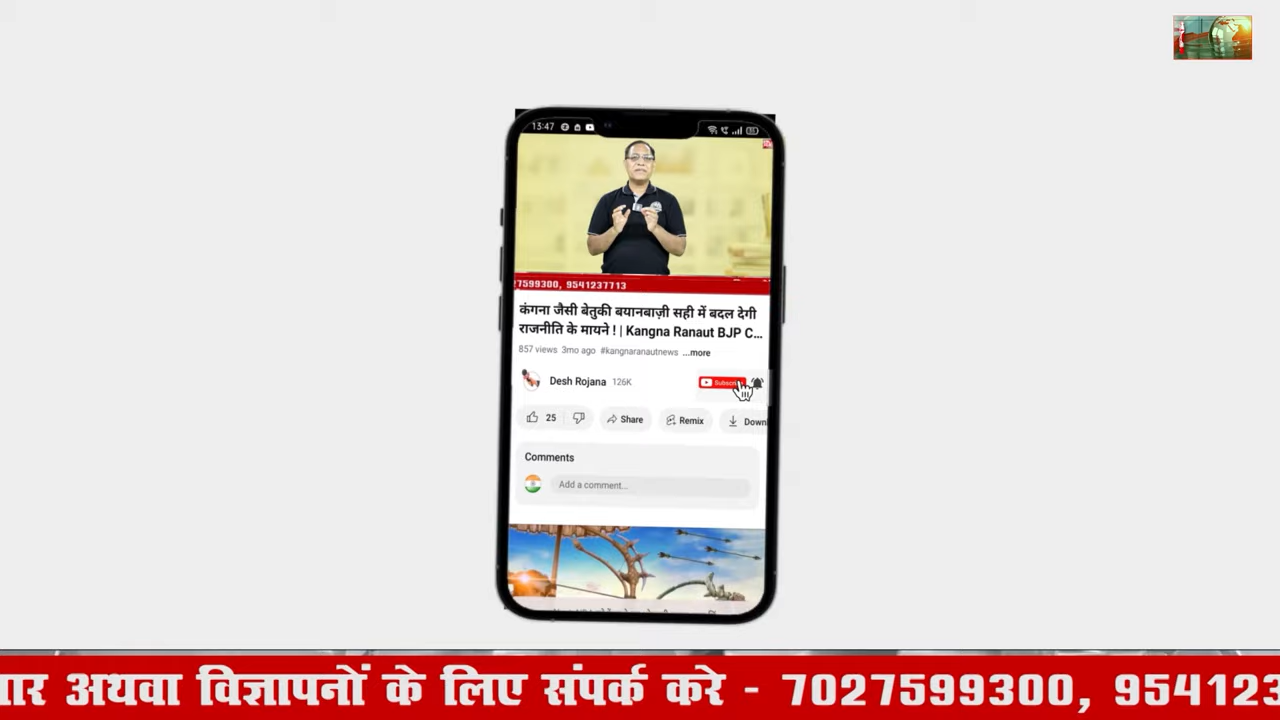 13:47
7599300, 9541237713
कंगना जैसी बेतुकी बयानबाज़ी सही में बदल देगी
राजनीति के मायने ! | Kangna Ranaut BJP C...
857 views 3mo ago #kangnaranautnews ...more
Desh Rojana 126K
25 Share Remix Down
Comments
Add a comment...
अथवा विज्ञापनों के लिए संपर्क करे - 7027599300, 954123